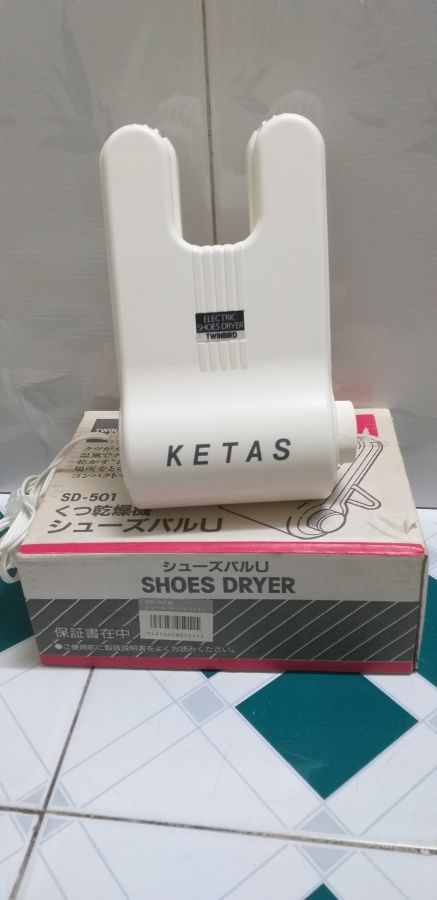 ELECTRIC
SHOES DRYER
TWINBIRD
KETAS
TWIN
SD-501
くつ乾燥機
シューズパルU
シューズパルU
SHOES DRYER
保証書在中
●ご使用前に取扱説明書をよくお読みください。